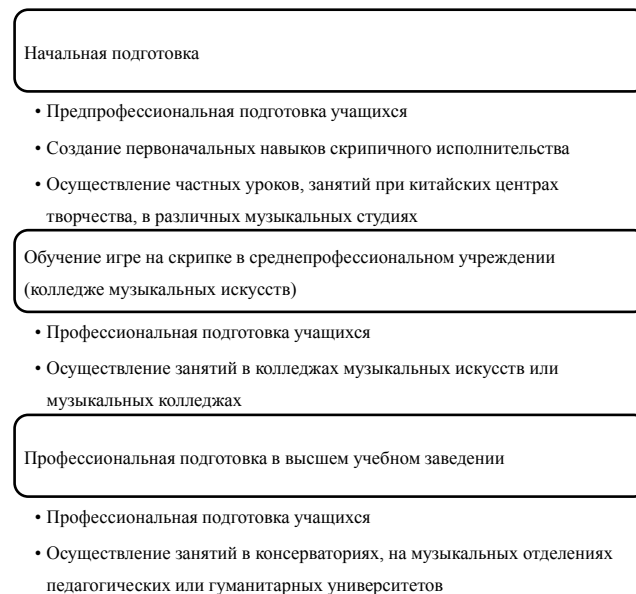 Начальная подготовка
• Предпрофессиональная подготовка учащихся
• Создание первоначальных навыков скрипичного исполнительства
• Осуществление частных уроков, занятий при китайских центрах
творчества, в различных музыкальных студиях
Обучение игре на скрипке в среднепрофессиональном учреждении
(колледже музыкальных искусств)
• Профессиональная подготовка учащихся
• Осуществление занятий в колледжах музыкальных искусств или
музыкальных колледжах
Профессиональная подготовка в высшем учебном заведении
• Профессиональная подготовка учащихся
• Осуществление занятий в консерваториях, на музыкальных отделениях
педагогических или гуманитарных университетов